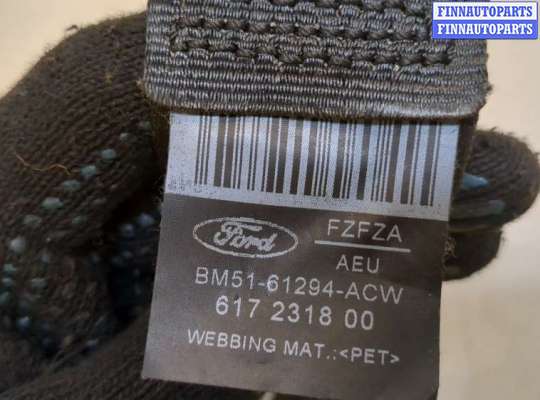 FINNAUTOPARTS
FINNAUTOPARTS
Ford
FZFZA
AEU
BM51-61294-ACW
617 2318 00
WEBBING MAT.:<PET>